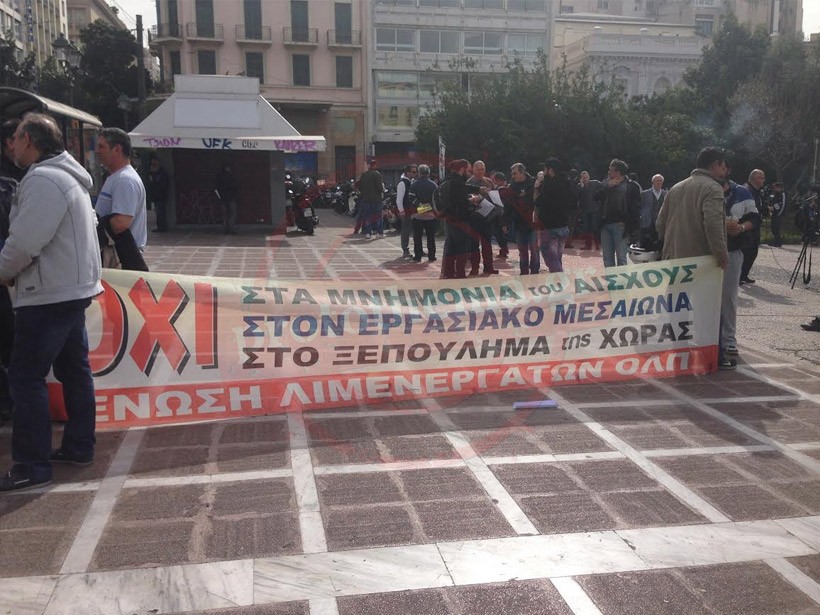 ΟΧΙ
ΣΤΑ ΜΝΗΜΟΝΙΑ του ΑΙΣΧΟΥΣ
ΣΤΟΝ ΕΡΓΑΣΙΑΚΟ ΜΕΣΑΙΩΝΑ
ΣΤΟ ΞΕΠΟΥΛΗΜΑ της ΧΩΡΑΣ
ΕΝΩΣΗ ΛΙΜΕΝΕΡΓΑΤΩΝ ΟΛΠ